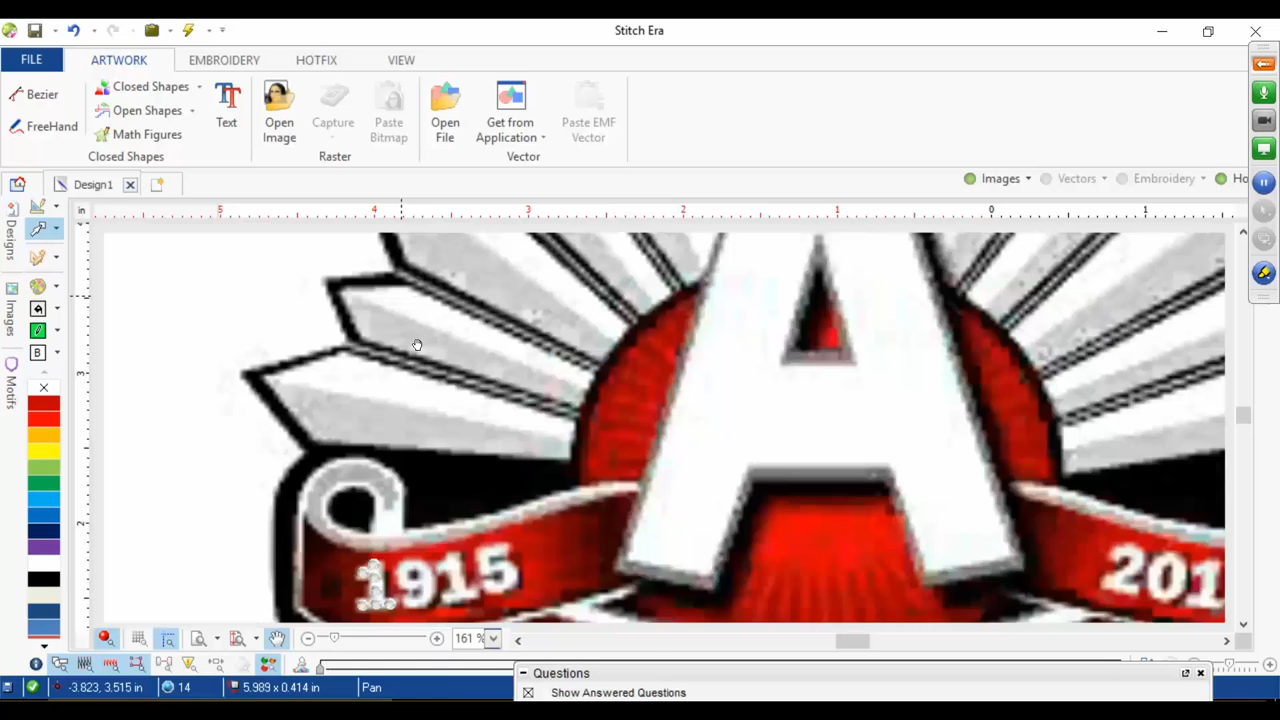 Stitch Era
FILE ARTWORK EMBROIDERY HOTFIX VIEW
Bezier
FreeHand
Closed Shapes
Open Shapes
Math Figures
Text
Closed Shapes
Open Image
Capture
Paste Bitmap
Raster
Open File
Get from Application
Paste EMF Vector
Vector
Design1
Images Vectors Embroidery Ho
in 5 4 3 2 1 0 1
Designs
Images
Motifs
B
3
2
A
1915
201
161 %
Questions
Show Answered Questions
-3.823, 3.515 in 14 5.989 x 0.414 in Pan